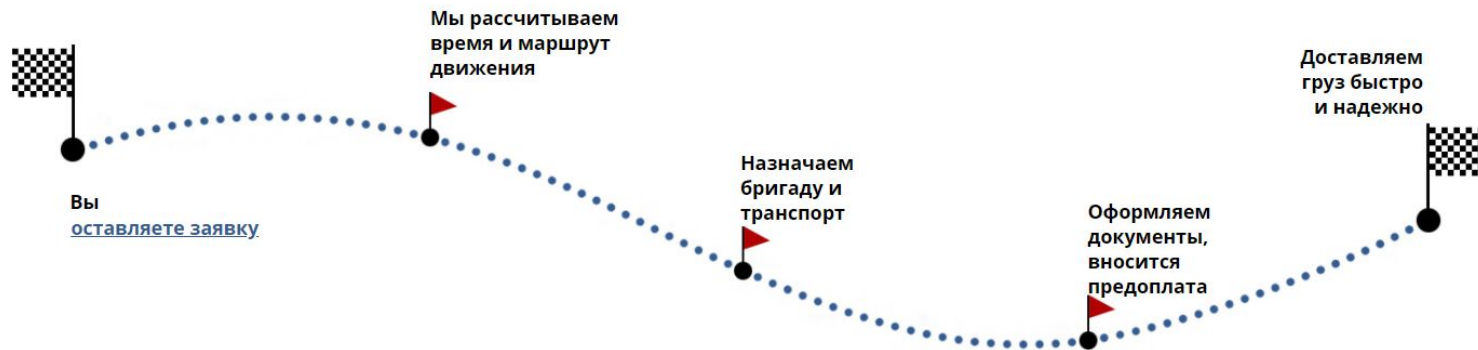 Вы
оставляете заявку
Мы рассчитываем
время и маршрут
движения
Назначаем
бригаду и
транспорт
Оформляем
документы,
вносится
предоплата
Доставляем
груз быстро
и надежно